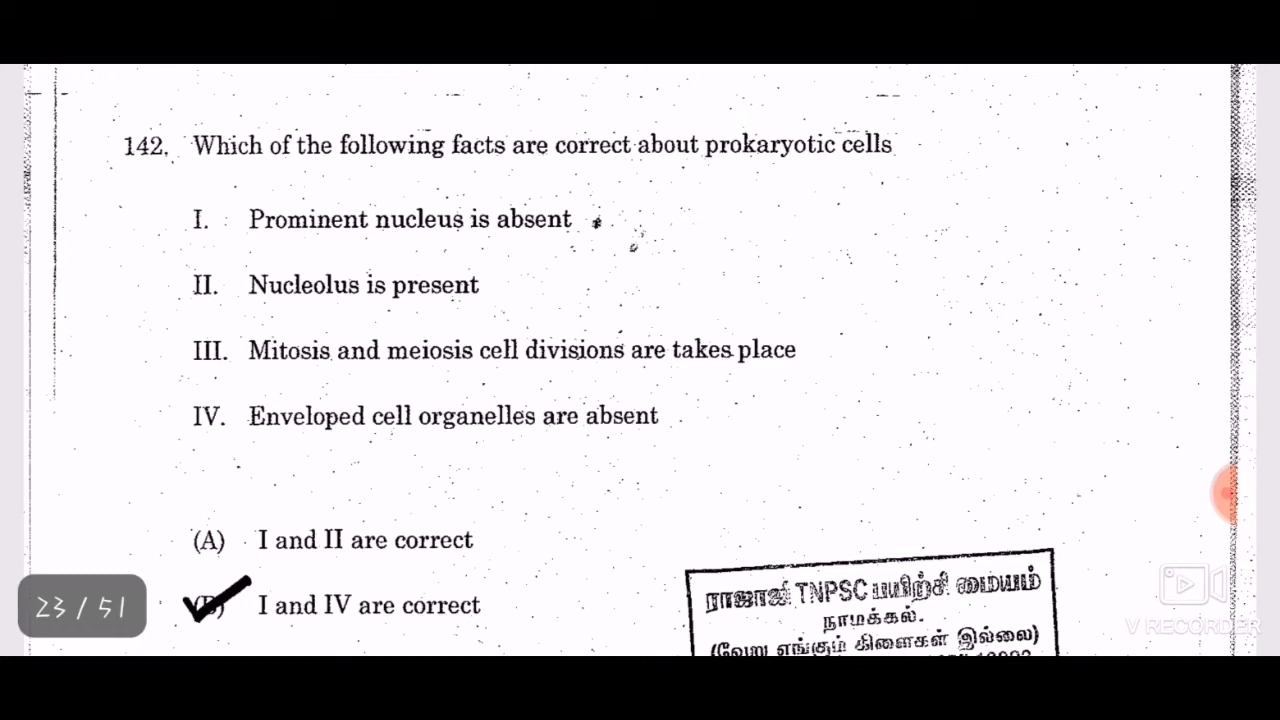 142. Which of the following facts are correct about prokaryotic cells
I. Prominent nucleus is absent
II. Nucleolus is present
III. Mitosis and meiosis cell divisions are takes place
IV. Enveloped cell organelles are absent
(A) I and II are correct
(B) I and IV are correct
23 / 51
ராஜாஜி TNPSC பயிற்சி மையம்
நாமக்கல்.
(வேறு எங்கும் கிளைகள் இல்லை)
V RECORDER